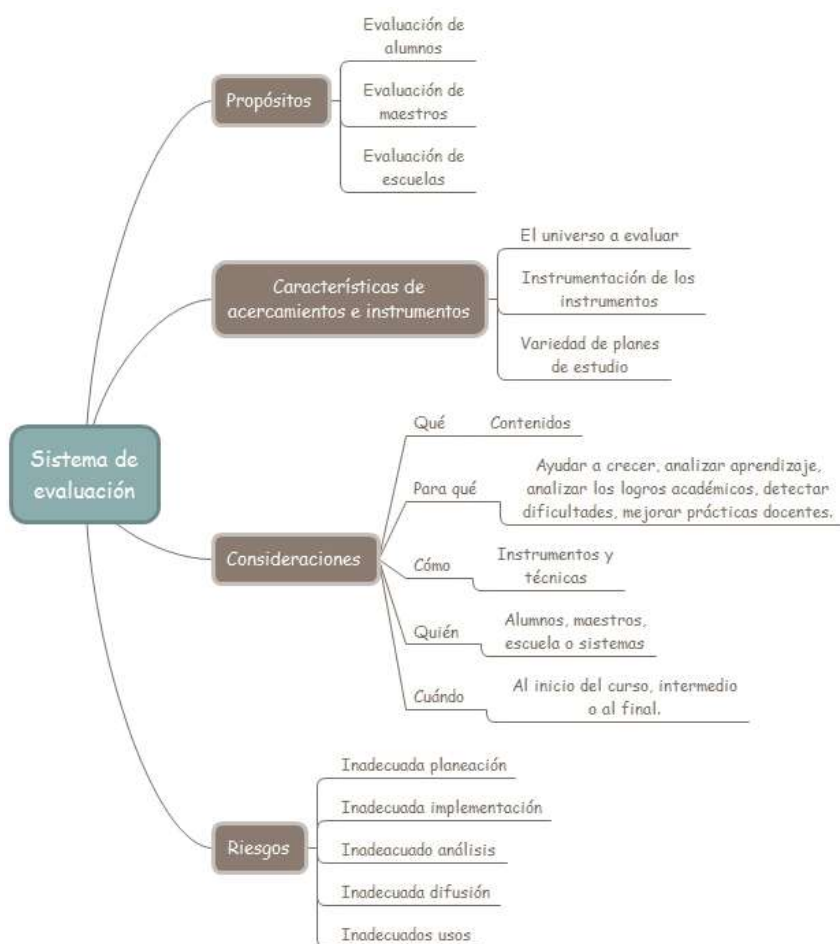 Sistema de
evaluación
Propósitos
Evaluación de
alumnos
Evaluación de
maestros
Evaluación de
escuelas
Características de
acercamientos e instrumentos
El universo a evaluar
Instrumentación de los
instrumentos
Variedad de planes
de estudio
Consideraciones
Qué Contenidos
Para qué
Ayudar a crecer, analizar aprendizaje,
analizar los logros académicos, detectar
dificultades, mejorar prácticas docentes.
Cómo
Instrumentos y
técnicas
Quién
Alumnos, maestros,
escuela o sistemas
Cuándo
Al inicio del curso, intermedio
o al final.
Riesgos
Inadecuada planeación
Inadecuada implementación
Inadeacuado análisis
Inadecuada difusión
Inadecuados usos